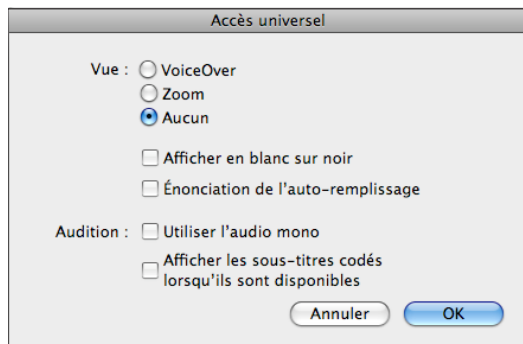 Accès universel
Vue : VoiceOver
Zoom
Aucun
Afficher en blanc sur noir
Énonciation de l'auto-remplissage
Audition : Utiliser l'audio mono
Afficher les sous-titres codés
lorsqu'ils sont disponibles
Annuler OK